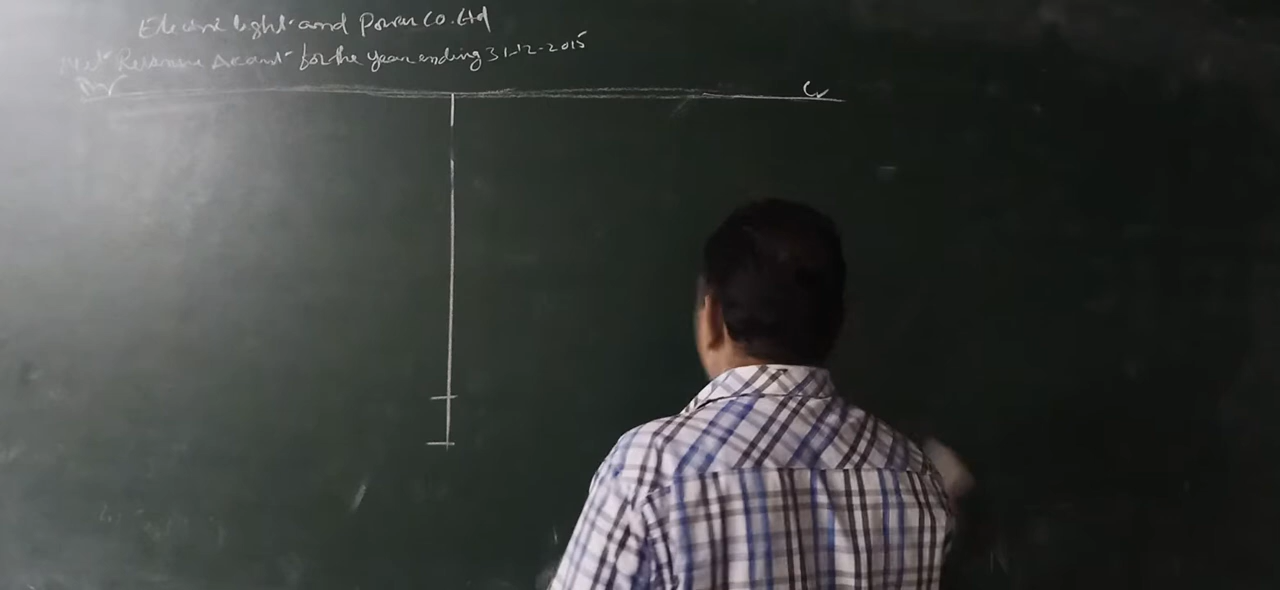 Electric light and Power Co. Ltd
Net Revenue Account for the Year ending 31-12-2015
Dr Cr